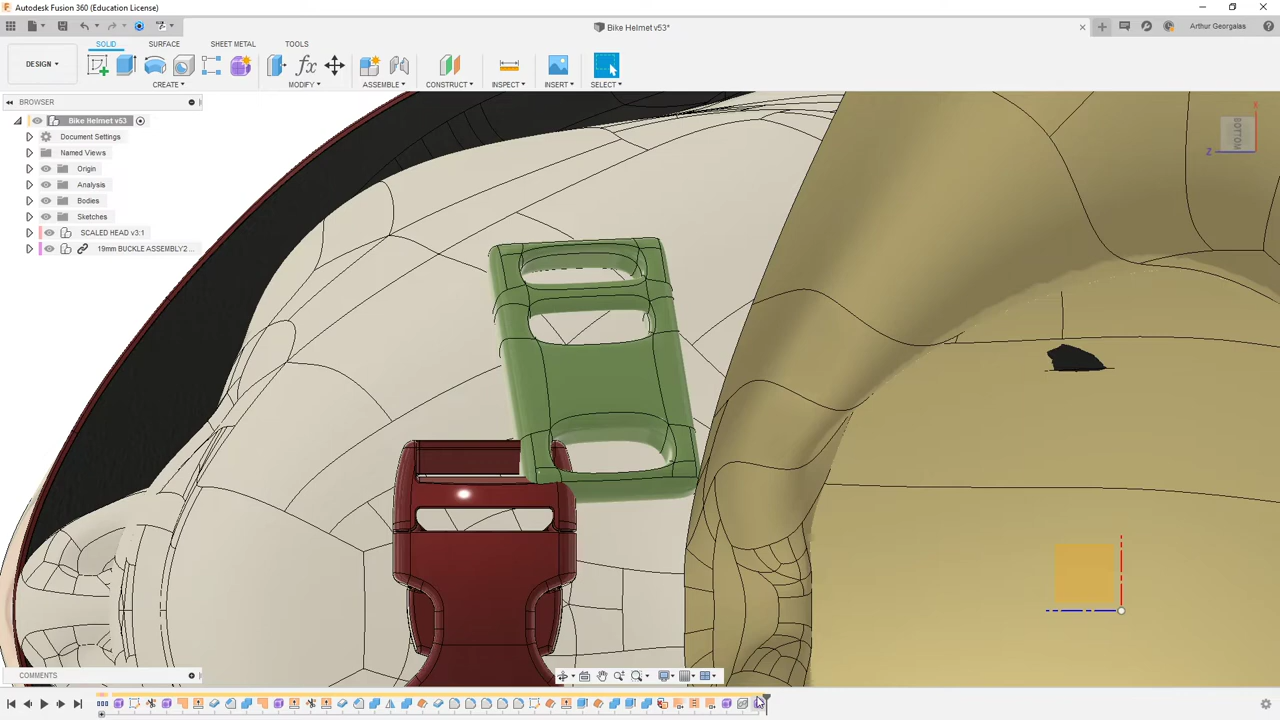 Autodesk Fusion 360 (Education License)
Bike Helmet v53*
Arthur Georgalas
SOLID SURFACE SHEET METAL TOOLS
DESIGN
CREATE MODIFY ASSEMBLE CONSTRUCT INSPECT INSERT SELECT
BROWSER
Bike Helmet v53
Document Settings
Named Views
Origin
Analysis
Bodies
Sketches
SCALED HEAD v3:1
19mm BUCKLE ASSEMBLY2...
X
BOTTOM
Z
COMMENTS